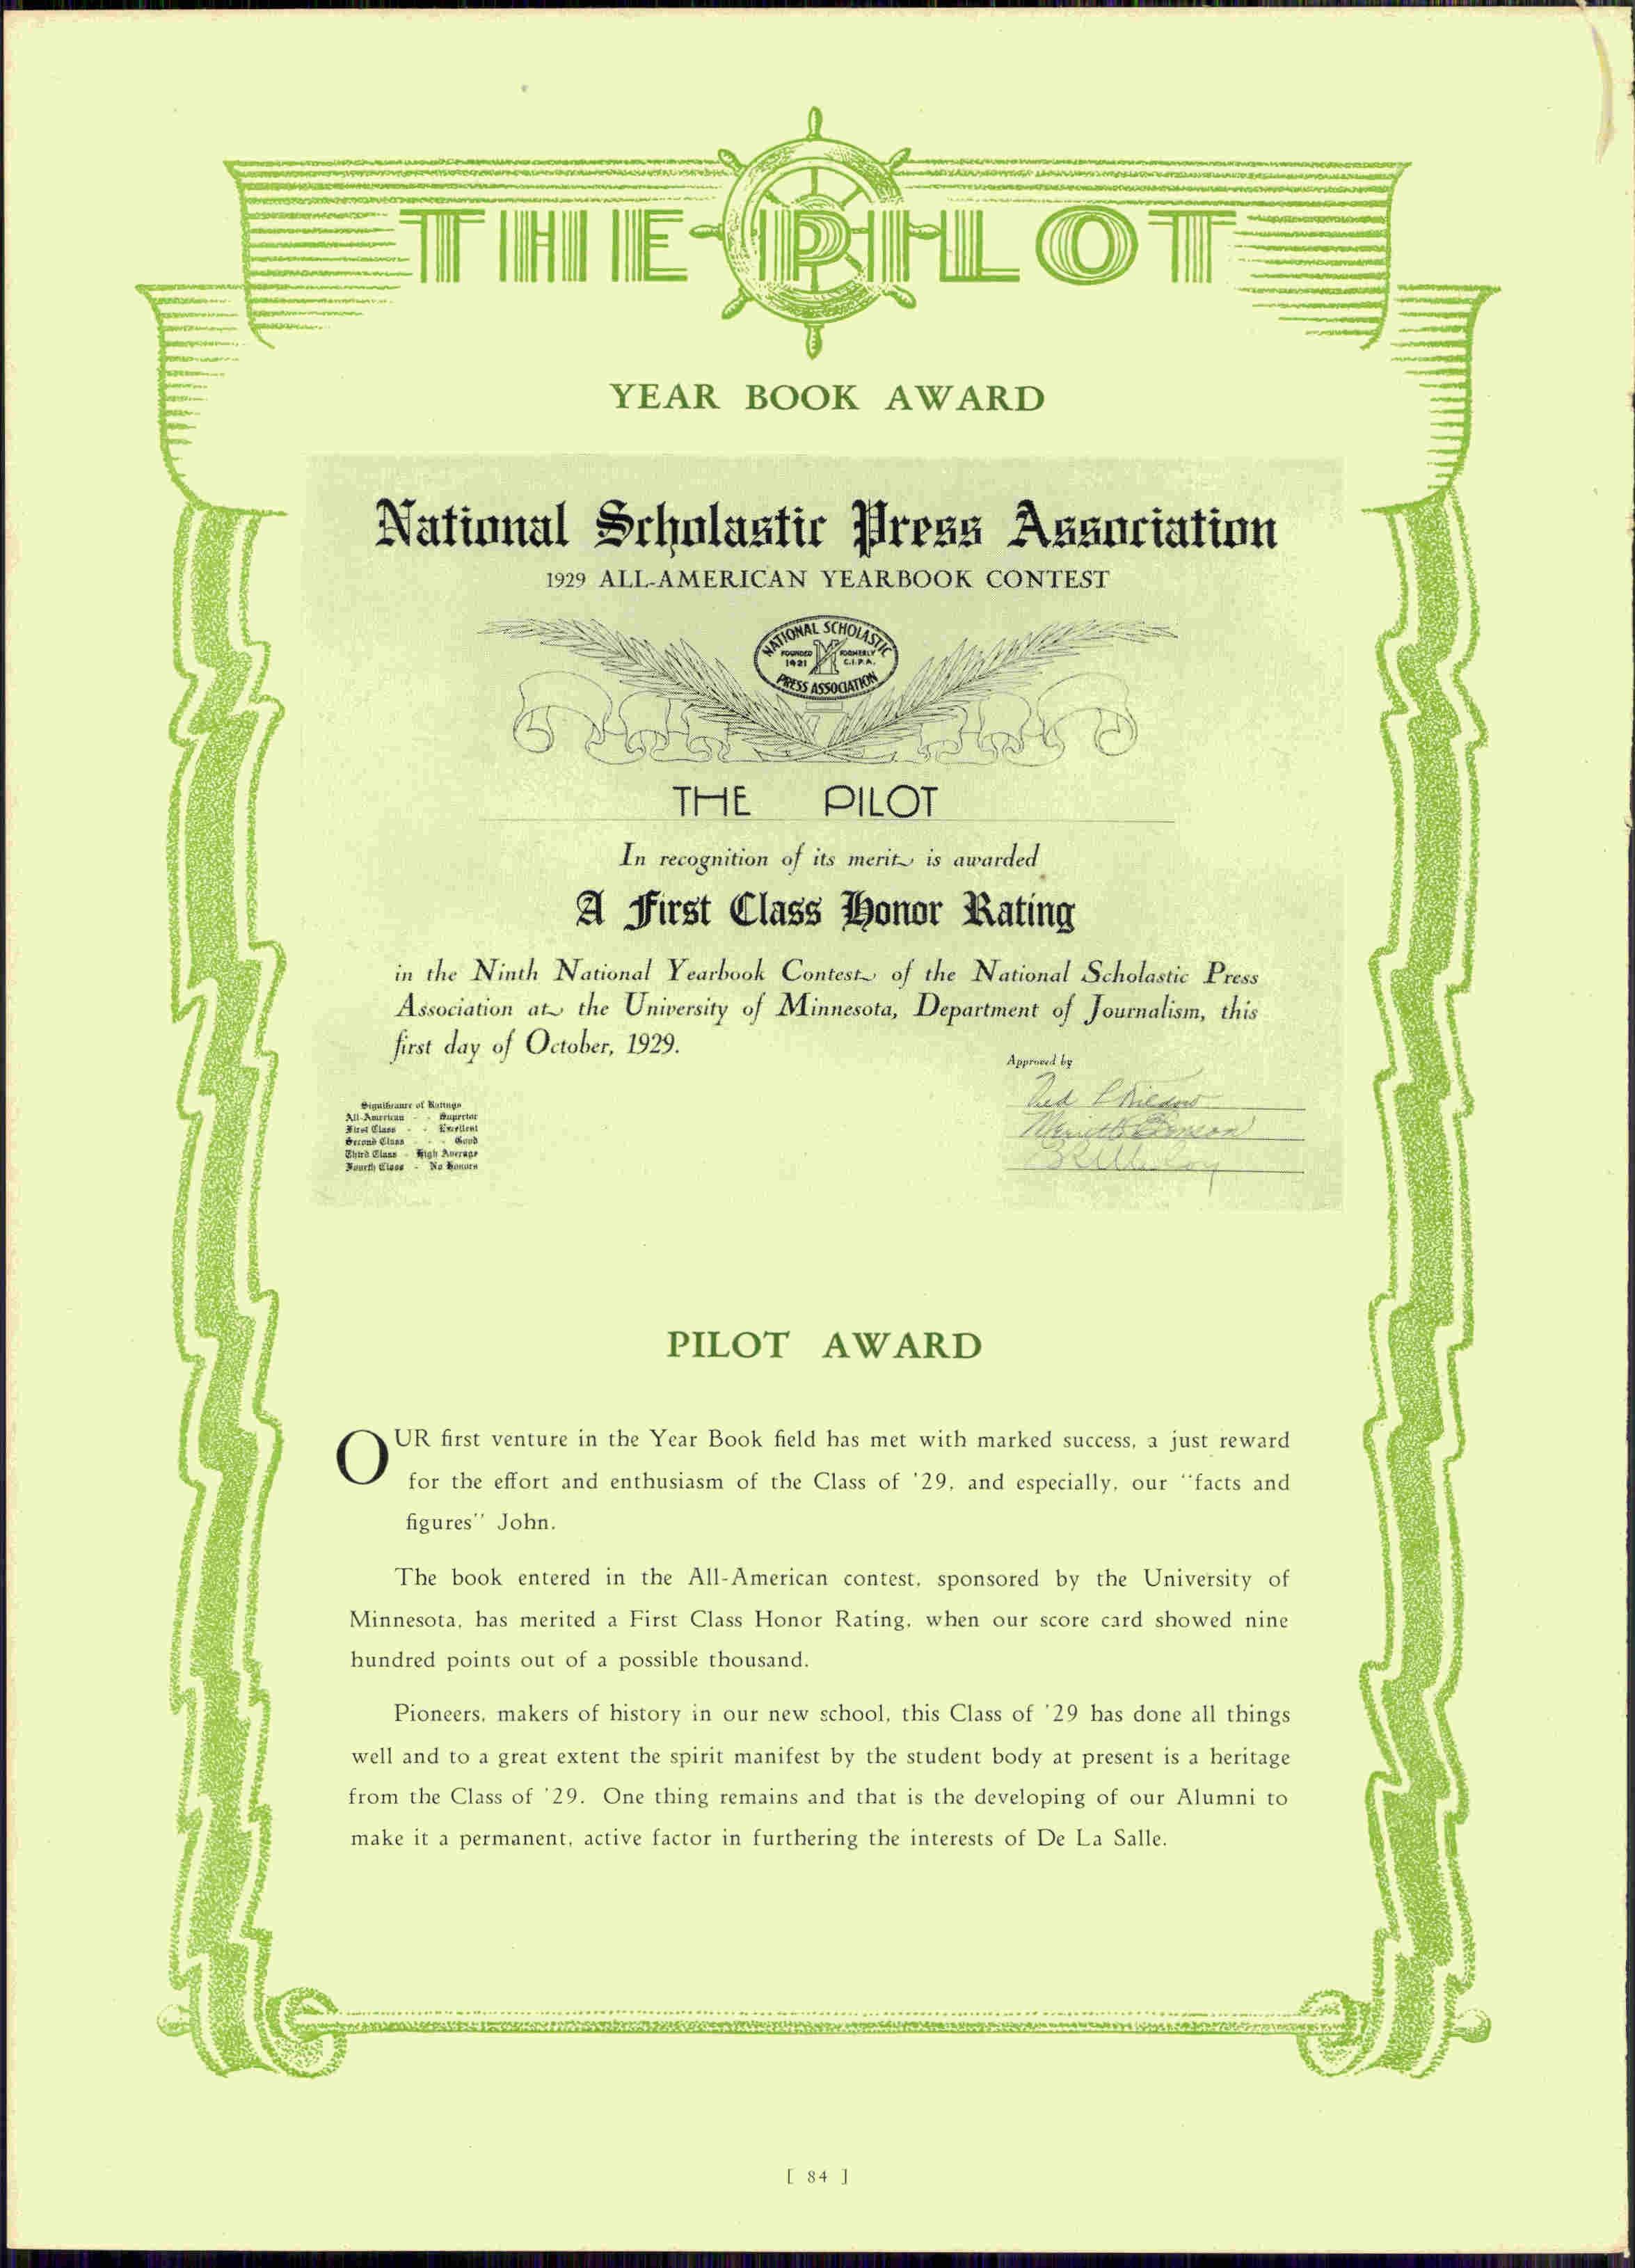 THE PILOT
YEAR BOOK AWARD
National Scholastic Press Association
1929 ALL-AMERICAN YEARBOOK CONTEST
NATIONAL SCHOLASTIC
FOUNDED 1921 M FORMERLY C.I.P.A.
PRESS ASSOCIATION
THE PILOT
In recognition of its merit is awarded
A First Class Honor Rating
in the Ninth National Yearbook Contest of the National Scholastic Press
Association at the University of Minnesota, Department of Journalism, this
first day of October, 1929.
Approved by
Significance of Ratings
All-American - - Superior
First Class - - Excellent
Second Class - - - Good
Third Class - High Average
Fourth Class - No Honors
PILOT AWARD
OUR first venture in the Year Book field has met with marked success, a just reward
for the effort and enthusiasm of the Class of '29, and especially, our "facts and
figures" John.
The book entered in the All-American contest, sponsored by the University of
Minnesota, has merited a First Class Honor Rating, when our score card showed nine
hundred points out of a possible thousand.
Pioneers, makers of history in our new school, this Class of '29 has done all things
well and to a great extent the spirit manifest by the student body at present is a heritage
from the Class of '29. One thing remains and that is the developing of our Alumni to
make it a permanent, active factor in furthering the interests of De La Salle.
[ 84 ]